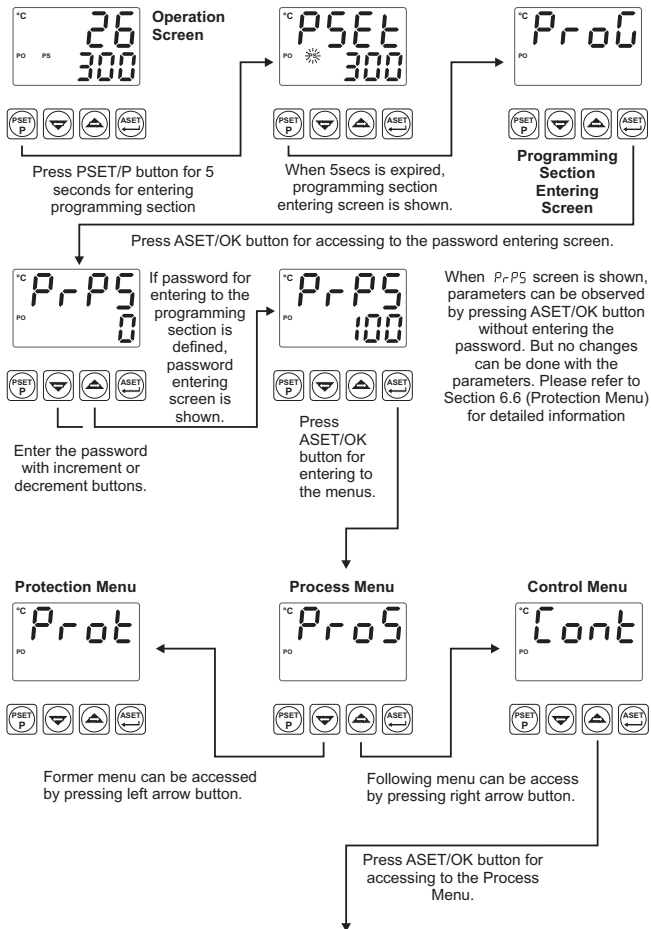 °C 26
PO PS 300
Operation
Screen
°C PSEt
PO PS 300
°C ProG
PO
PSET P ASET
PSET P ASET
PSET P ASET
Press PSET/P button for 5
seconds for entering
programming section
When 5secs is expired,
programming section
entering screen is shown.
Programming
Section
Entering
Screen
Press ASET/OK button for accessing to the password entering screen.
°C PrPS
PO 0
If password for
entering to the
programming
section is
defined,
password
entering
screen is
shown.
°C PrPS
PO 100
When PrPS screen is shown,
parameters can be observed
by pressing ASET/OK button
without entering the
password. But no changes
can be done with the
parameters. Please refer to
Section 6.6 (Protection Menu)
for detailed information
PSET P ASET
PSET P ASET
Enter the password
with increment or
decrement buttons.
Press
ASET/OK
button for
entering to
the menus.
Protection Menu
°C Prot
PO
Process Menu
°C ProS
PO
Control Menu
°C Cont
PO
PSET P ASET
PSET P ASET
PSET P ASET
Former menu can be accessed
by pressing left arrow button.
Following menu can be access
by pressing right arrow button.
Press ASET/OK button for
accessing to the Process
Menu.